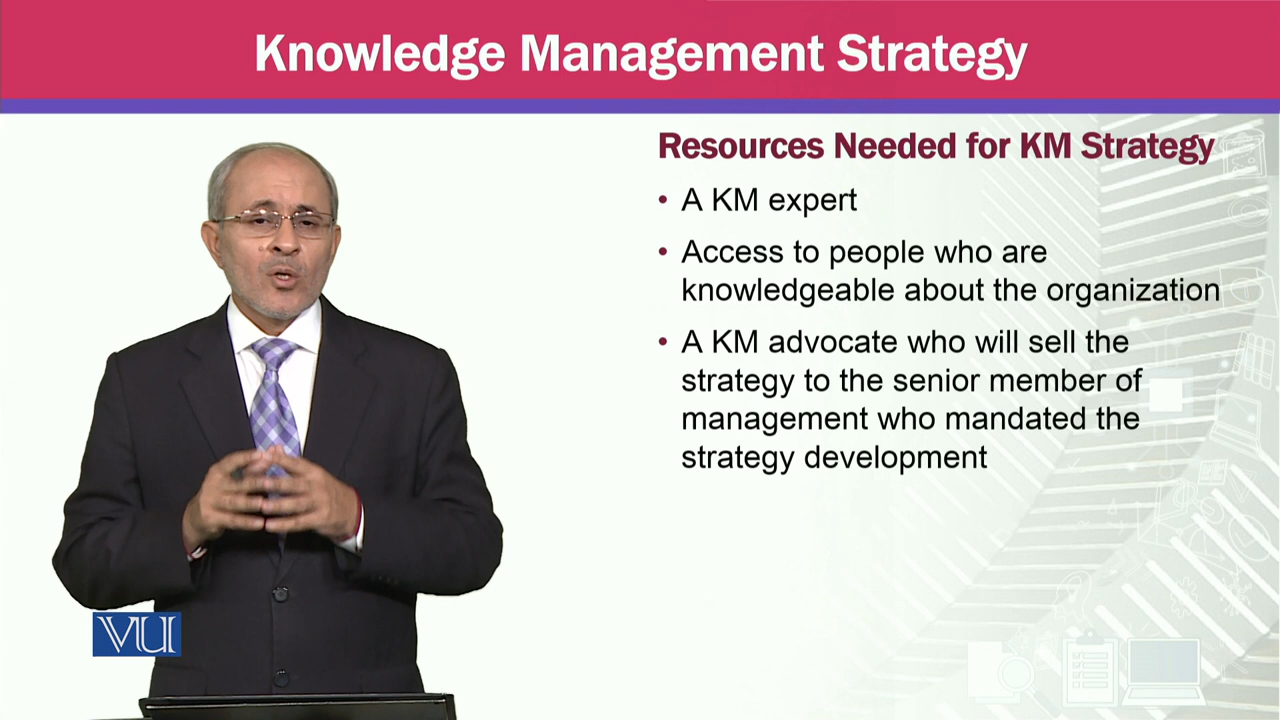 Knowledge Management Strategy
Resources Needed for KM Strategy
• A KM expert
• Access to people who are
knowledgeable about the organization
• A KM advocate who will sell the
strategy to the senior member of
management who mandated the
strategy development
VU